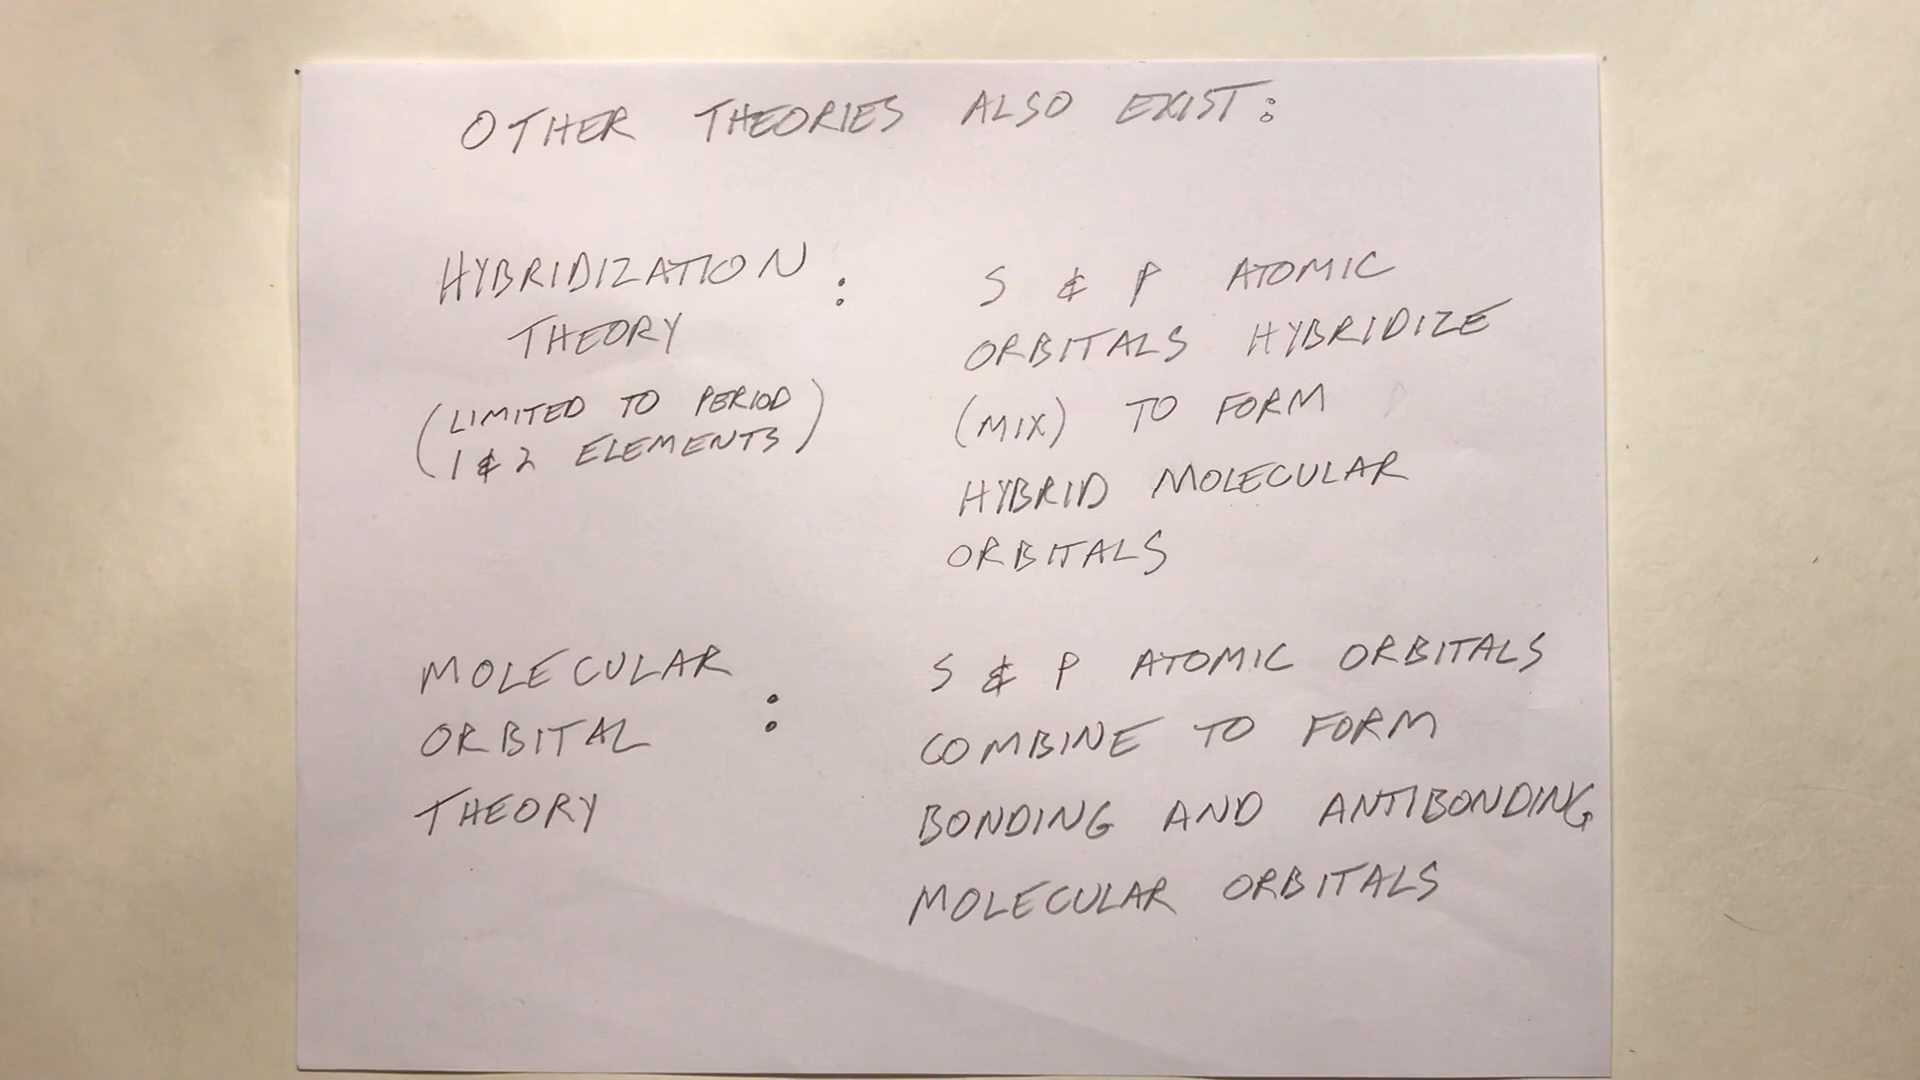 OTHER THEORIES ALSO EXIST:
HYBRIDIZATION :
THEORY
(LIMITED TO PERIOD
1 & 2 ELEMENTS)
S & P ATOMIC
ORBITALS HYBRIDIZE
(MIX) TO FORM
HYBRID MOLECULAR
ORBITALS
MOLECULAR
ORBITAL :
THEORY
S & P ATOMIC ORBITALS
COMBINE TO FORM
BONDING AND ANTIBONDING
MOLECULAR ORBITALS